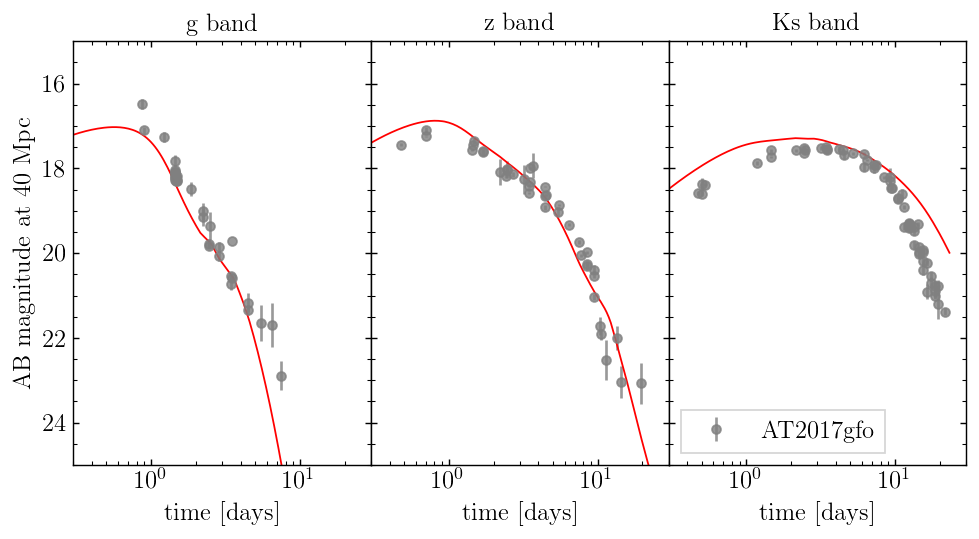 g band
z band
Ks band
AB magnitude at 40 Mpc
16
18
20
22
24
AT2017gfo
10^0
10^1
10^0
10^1
10^0
10^1
time [days]
time [days]
time [days]